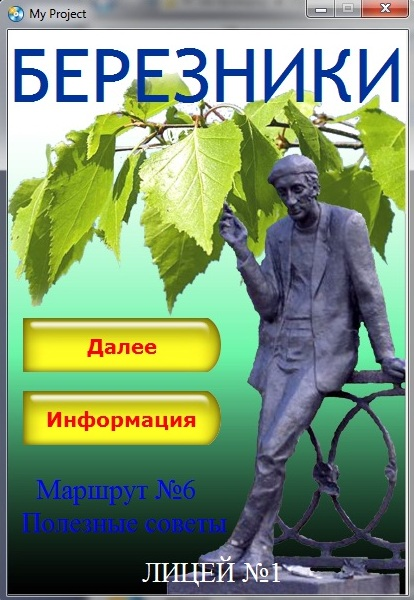 My Project
БЕРЕЗНИКИ
Далее
Информация
Маршрут №6
Полезные советы
ЛИЦЕЙ №1